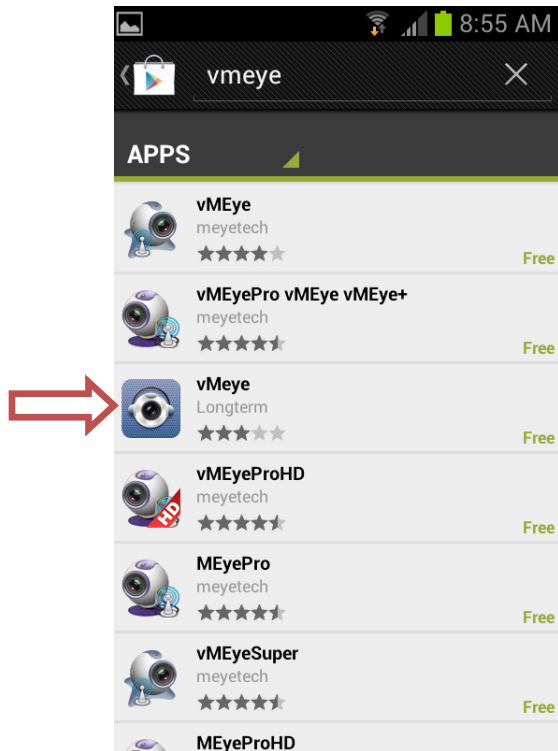 8:55 AM
vmeye
APPS
vMEye
meyetech
Free
vMEyePro vMEye vMEye+
meyetech
Free
vMeye
Longterm
Free
vMEyeProHD
meyetech
HD
Free
MEyePro
meyetech
Free
vMEyeSuper
meyetech
Free
MEyeProHD